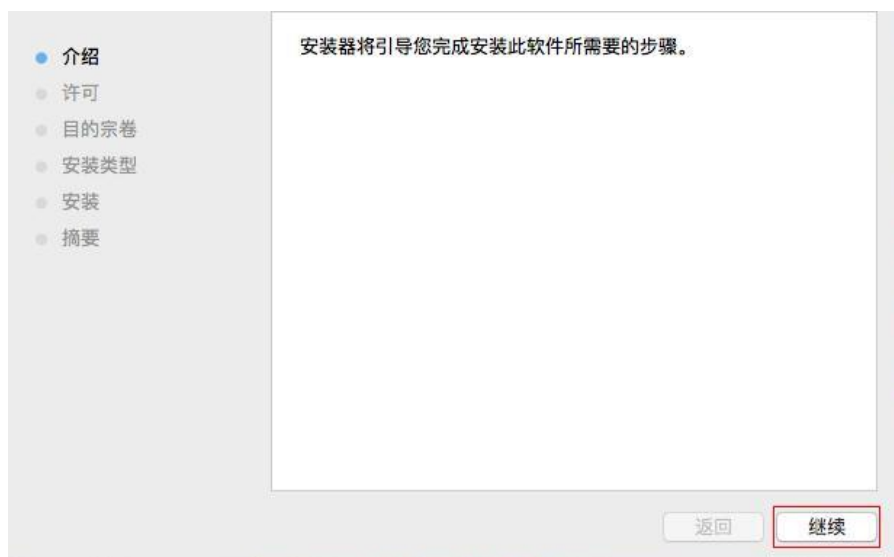 介绍
许可
目的宗卷
安装类型
安装
摘要
安装器将引导您完成安装此软件所需要的步骤。
返回
继续